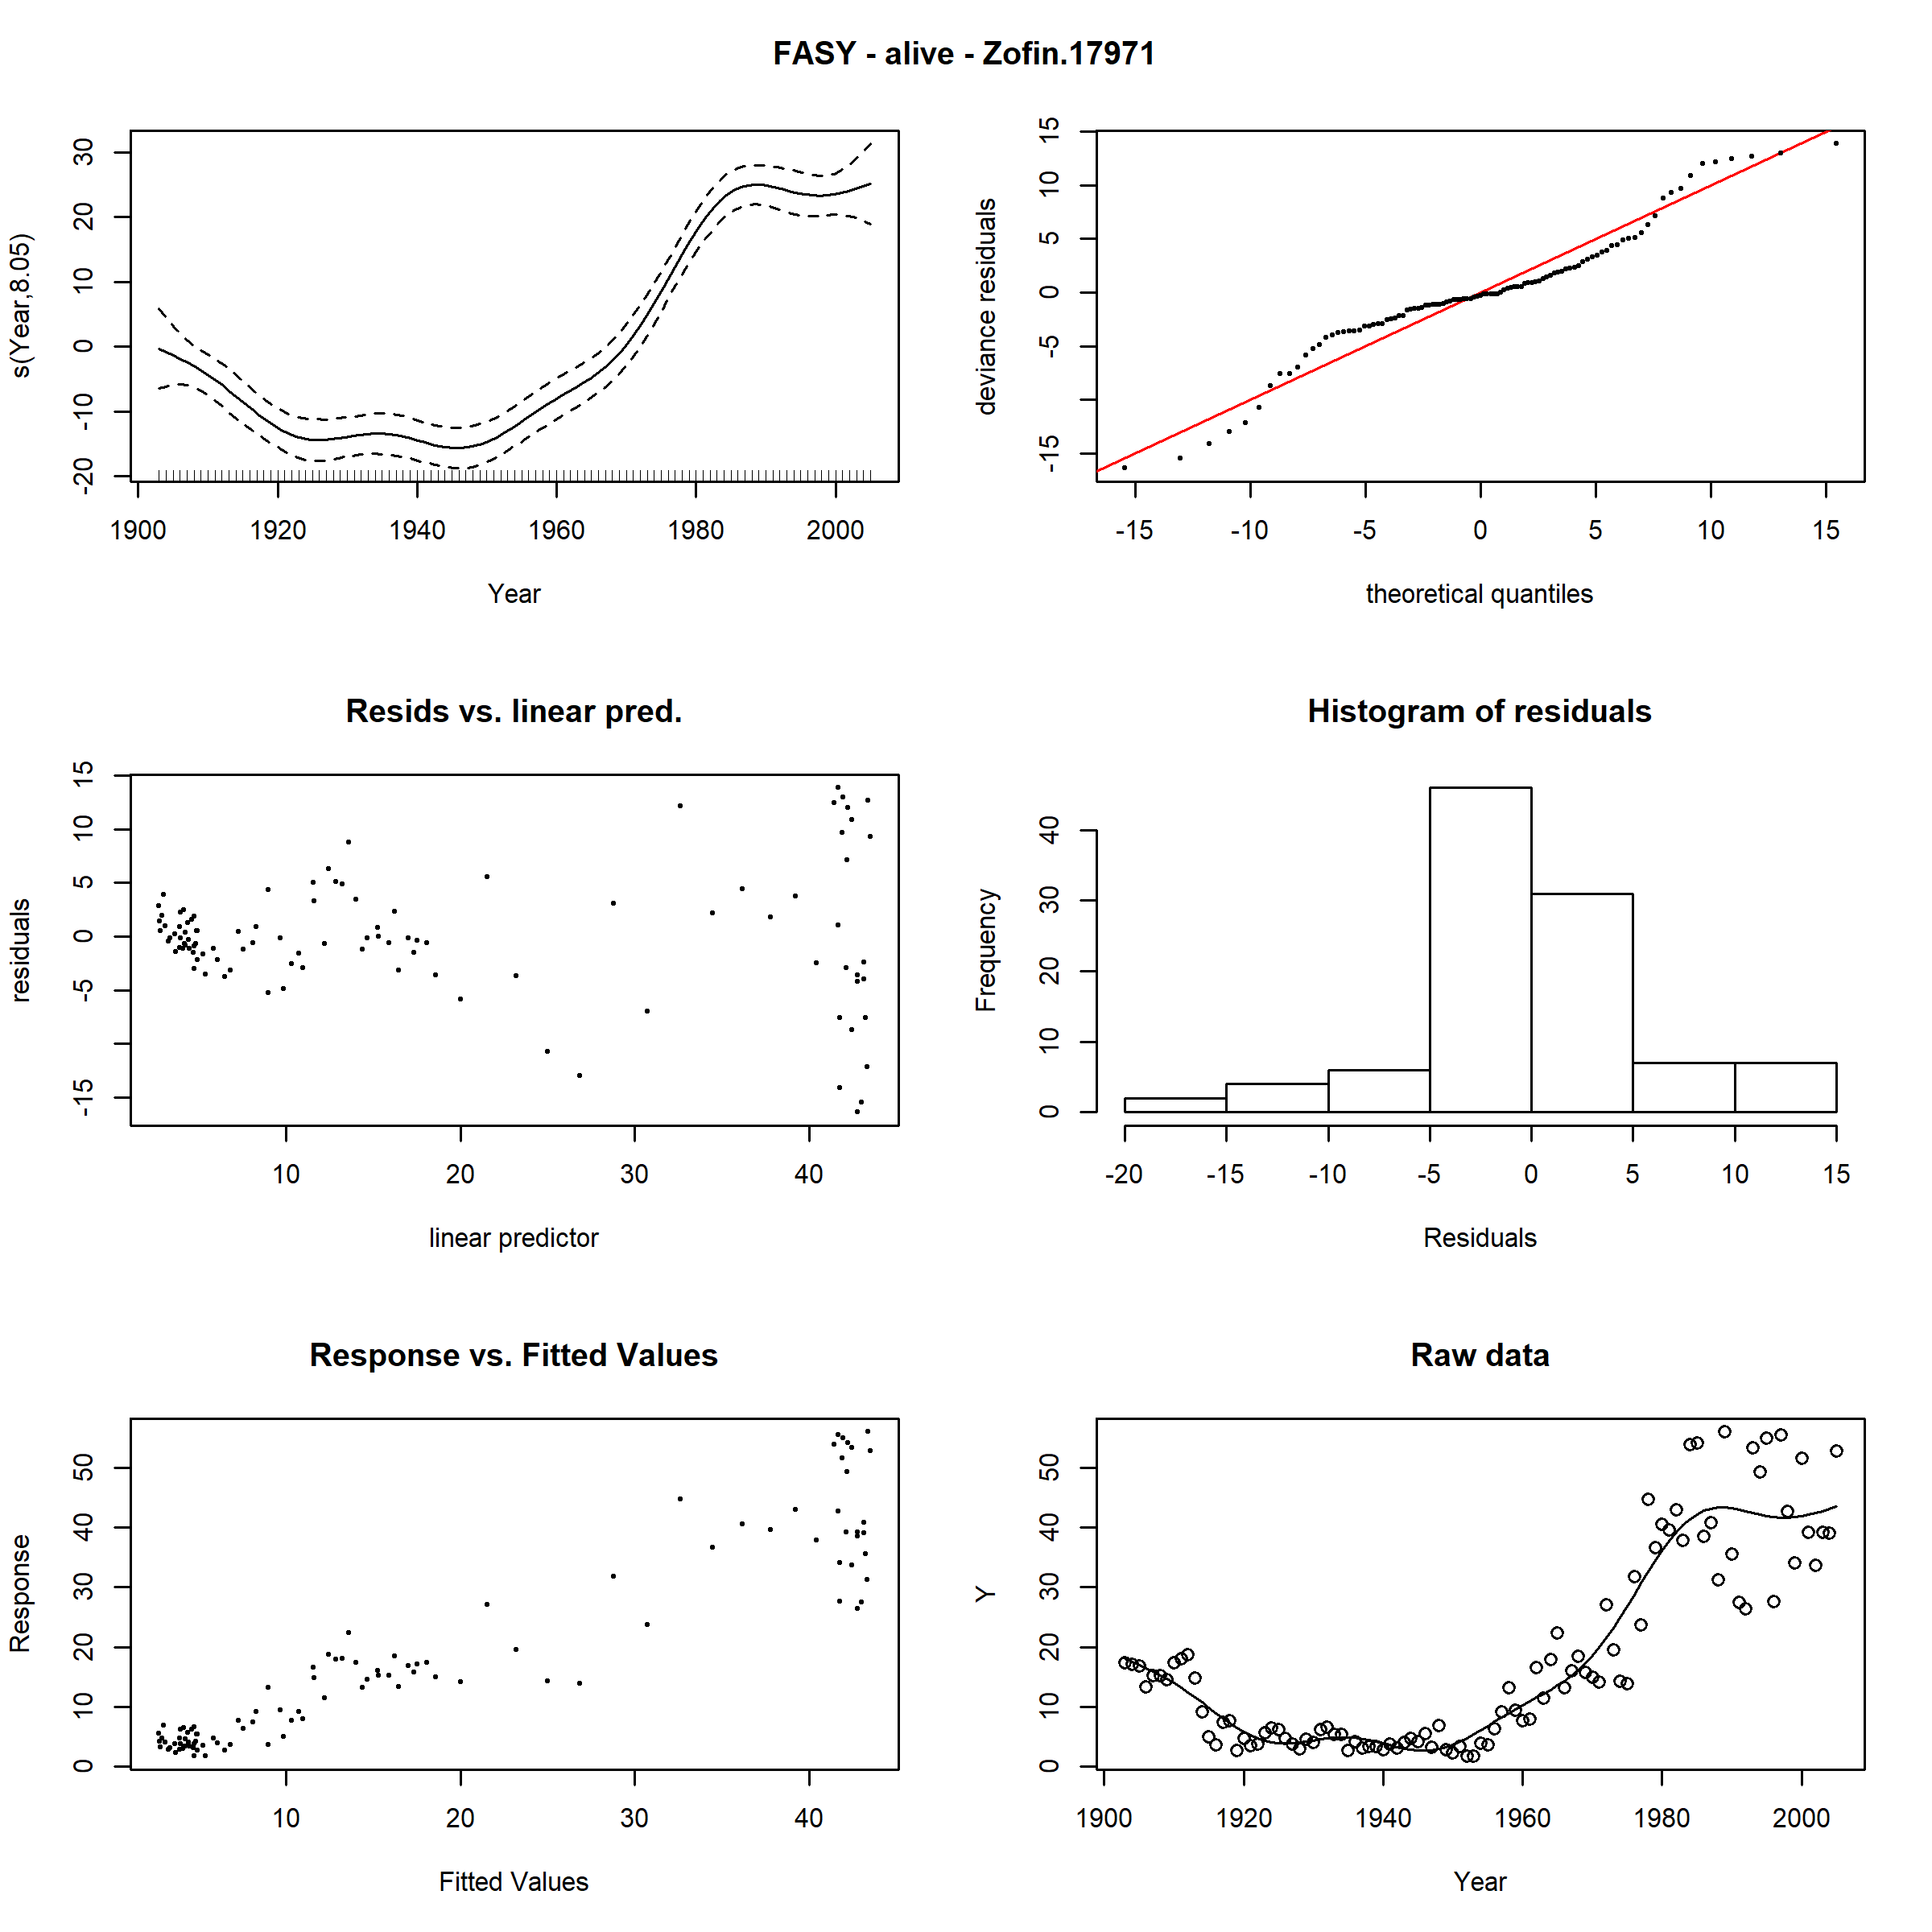 FASY - alive - Zofin.17971
s(Year,8.05)
30
20
10
0
-10
-20
1900 1920 1940 1960 1980 2000
Year
deviance residuals
15
10
5
0
-5
-15
-15 -10 -5 0 5 10 15
theoretical quantiles
Resids vs. linear pred.
residuals
15
10
5
0
-5
-15
10 20 30 40
linear predictor
Histogram of residuals
Frequency
40
30
20
10
0
-20 -15 -10 -5 0 5 10 15
Residuals
Response vs. Fitted Values
Response
50
40
30
20
10
0
10 20 30 40
Fitted Values
Raw data
Y
50
40
30
20
10
0
1900 1920 1940 1960 1980 2000
Year